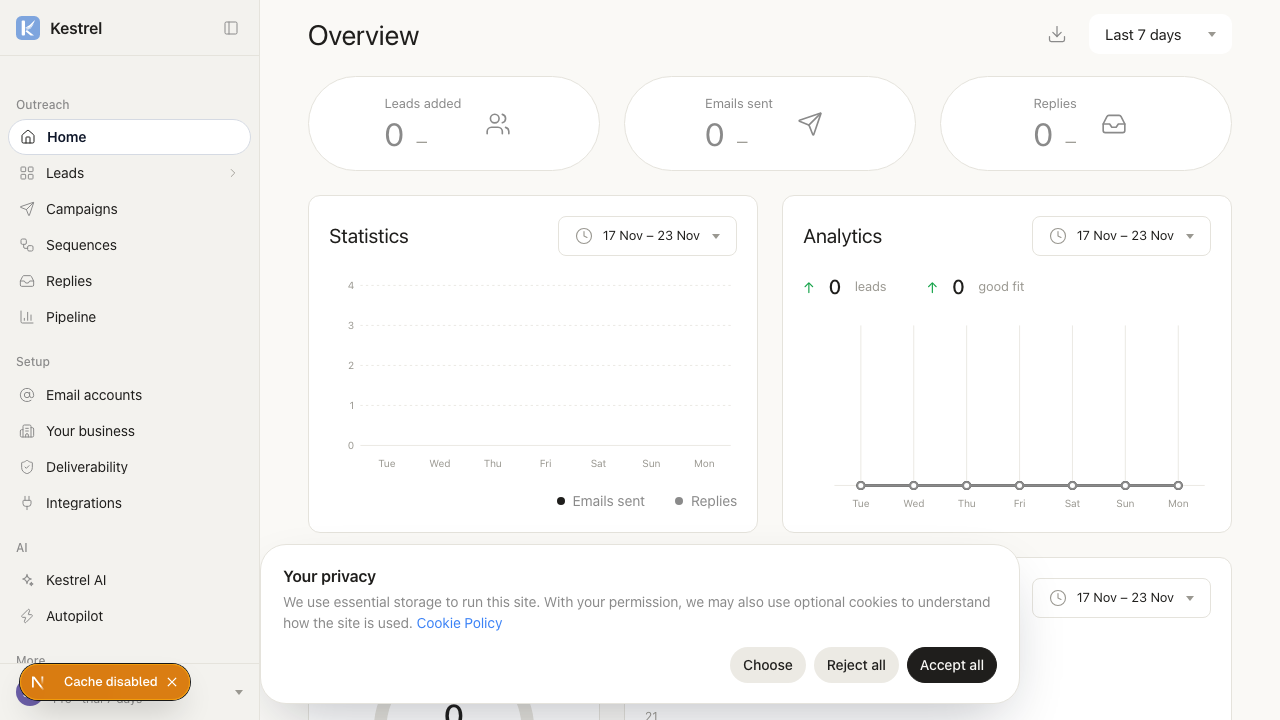 Kestrel
Outreach
Home
Leads
Campaigns
Sequences
Replies
Pipeline
Setup
Email accounts
Your business
Deliverability
Integrations
AI
Kestrel AI
Autopilot
More
Cache disabled
Overview
Last 7 days
Leads added
0 –
Emails sent
0 –
Replies
0 –
Statistics
17 Nov – 23 Nov
4
3
2
1
0
Tue Wed Thu Fri Sat Sun Mon
Emails sent Replies
Analytics
17 Nov – 23 Nov
0 leads 0 good fit
Tue Wed Thu Fri Sat Sun Mon
17 Nov – 23 Nov
Your privacy
We use essential storage to run this site. With your permission, we may also use optional cookies to understand
how the site is used. Cookie Policy
Choose Reject all Accept all
0
21